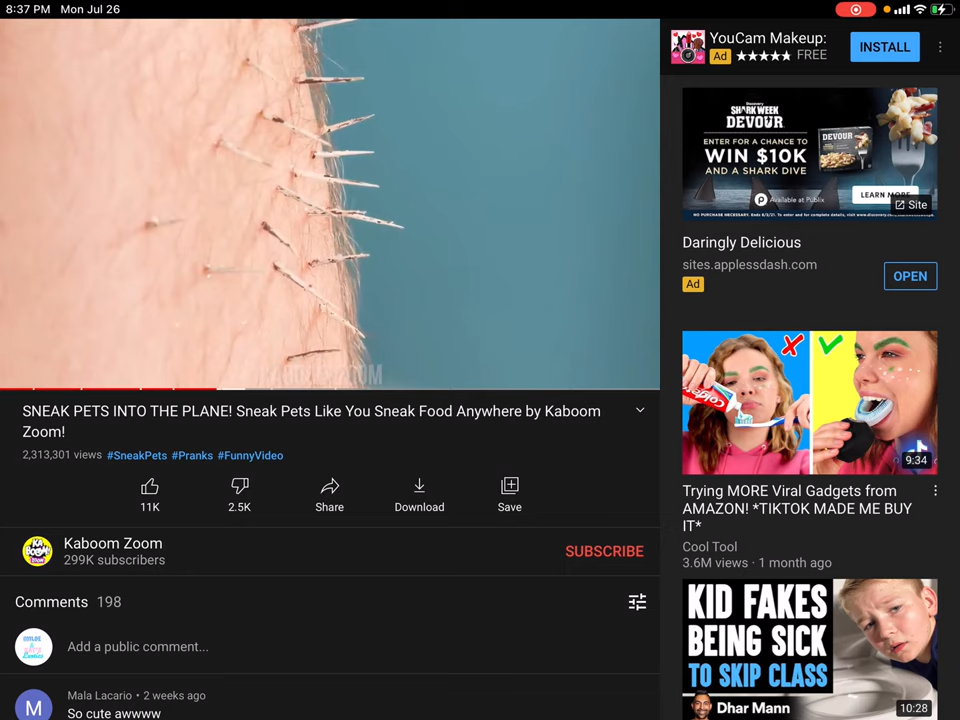 8:37 PM Mon Jul 26
YouCam Makeup:
Ad ★★★★★ FREE
INSTALL
Discovery
SHARK WEEK
DEVOUR
ENTER FOR A CHANCE TO
WIN $10K
AND A SHARK DIVE
DEVOUR
Available at Publix
LEARN MORE
Site
Daringly Delicious
sites.applessdash.com
Ad
OPEN
SNEAK PETS INTO THE PLANE! Sneak Pets Like You Sneak Food Anywhere by Kaboom
Zoom!
2,313,301 views #SneakPets #Pranks #FunnyVideo
11K
2.5K
Share
Download
Save
KABOOM
ZOOM
Kaboom Zoom
299K subscribers
SUBSCRIBE
Comments 198
Add a public comment...
M
Mala Lacario • 2 weeks ago
So cute awwww
Colgate
9:34
Trying MORE Viral Gadgets from
AMAZON! *TIKTOK MADE ME BUY
IT*
Cool Tool
3.6M views · 1 month ago
KID FAKES
BEING SICK
TO SKIP CLASS
Dhar Mann
10:28